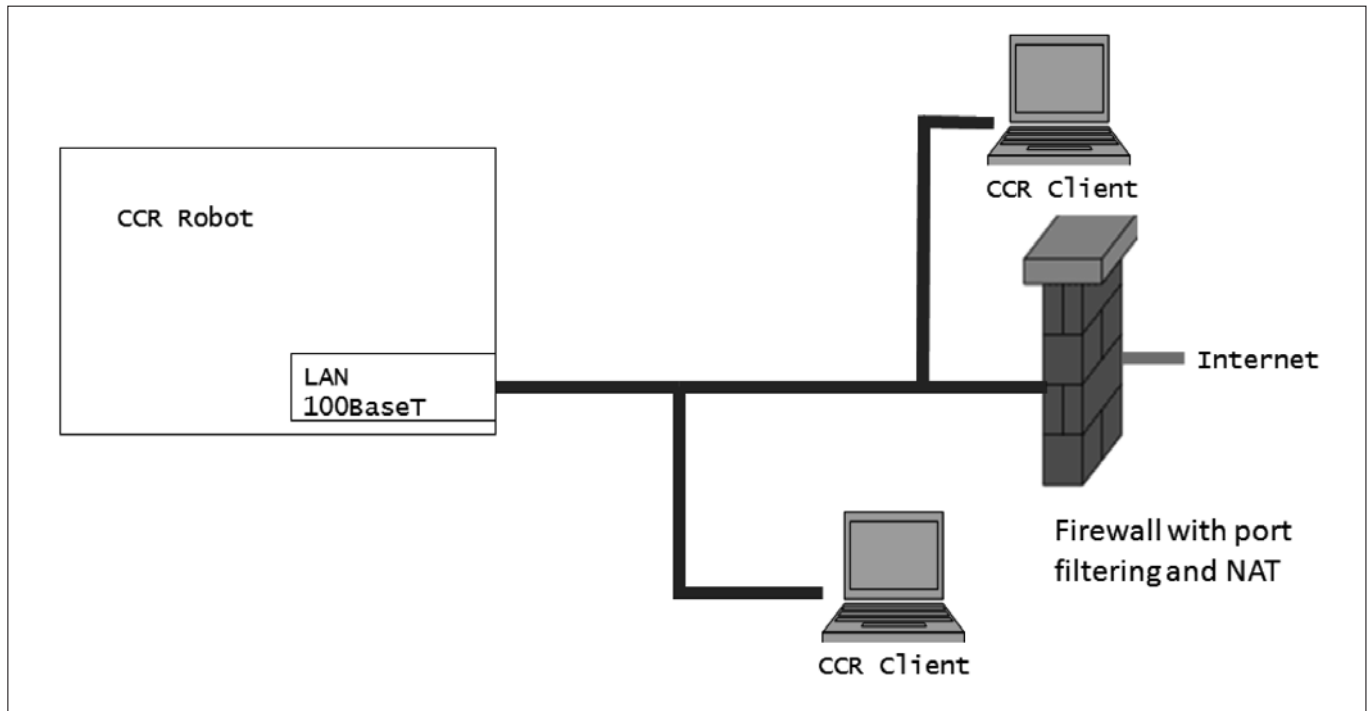 CCR Client
CCR Robot
Internet
LAN
100BaseT
Firewall with port
filtering and NAT
CCR Client